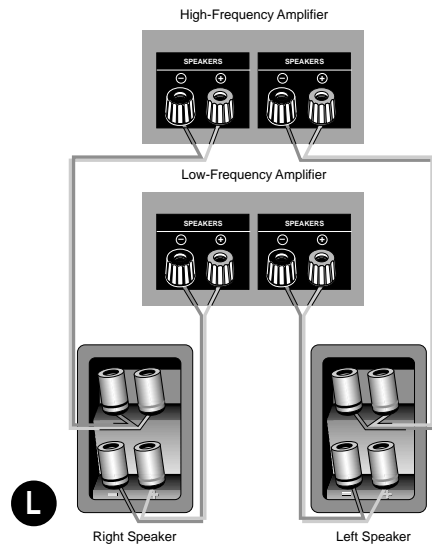 High-Frequency Amplifier
SPEAKERS SPEAKERS
− + − +
Low-Frequency Amplifier
SPEAKERS SPEAKERS
− + − +
− + − +
L
Right Speaker Left Speaker